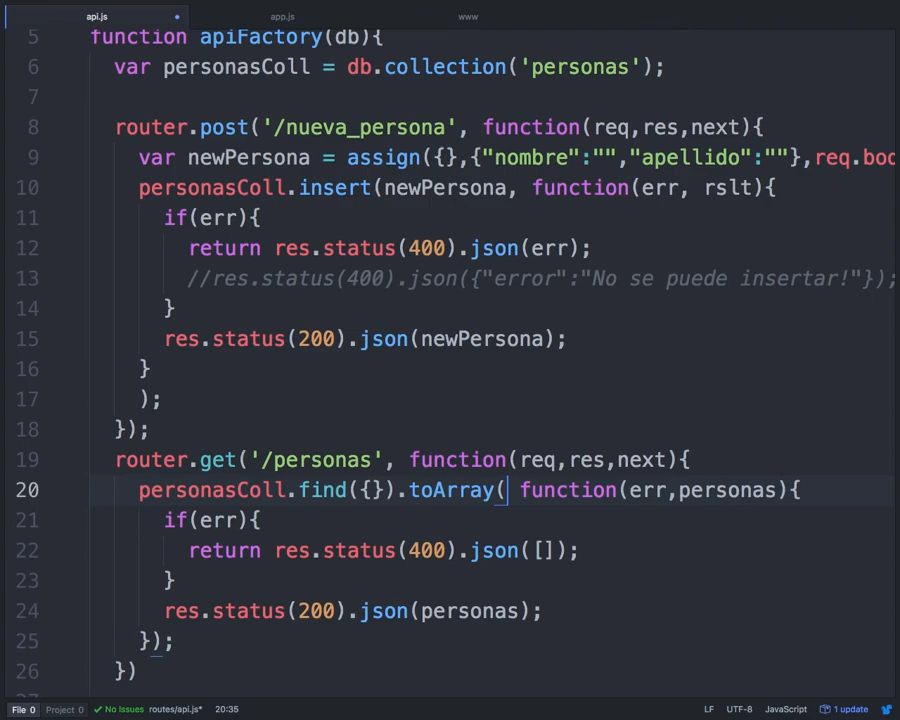 api.js
app.js
www
5 function apiFactory(db){
6 var personasColl = db.collection('personas');
7
8 router.post('/nueva_persona', function(req,res,next){
9 var newPersona = assign({},{"nombre":"","apellido":""},req.bod
10 personasColl.insert(newPersona, function(err, rslt){
11 if(err){
12 return res.status(400).json(err);
13 //res.status(400).json({"error":"No se puede insertar!"});
14 }
15 res.status(200).json(newPersona);
16 }
17 );
18 });
19 router.get('/personas', function(req,res,next){
20 personasColl.find({}).toArray( function(err,personas){
21 if(err){
22 return res.status(400).json([]);
23 }
24 res.status(200).json(personas);
25 });
26 })
27
File 0 Project 0 No Issues routes/api.js* 20:35 LF UTF-8 JavaScript 1 update